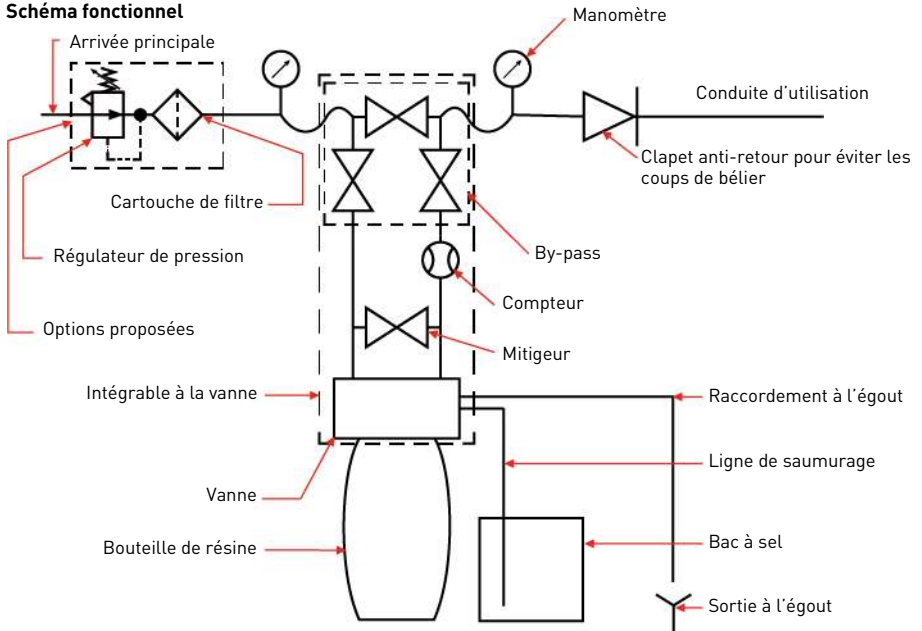 Schéma fonctionnel
Arrivée principale
Manomètre
Conduite d'utilisation
Clapet anti-retour pour éviter les
coups de bélier
Cartouche de filtre
Régulateur de pression
By-pass
Compteur
Options proposées
Mitigeur
Intégrable à la vanne
Raccordement à l'égout
Ligne de saumurage
Vanne
Bouteille de résine
Bac à sel
Sortie à l'égout